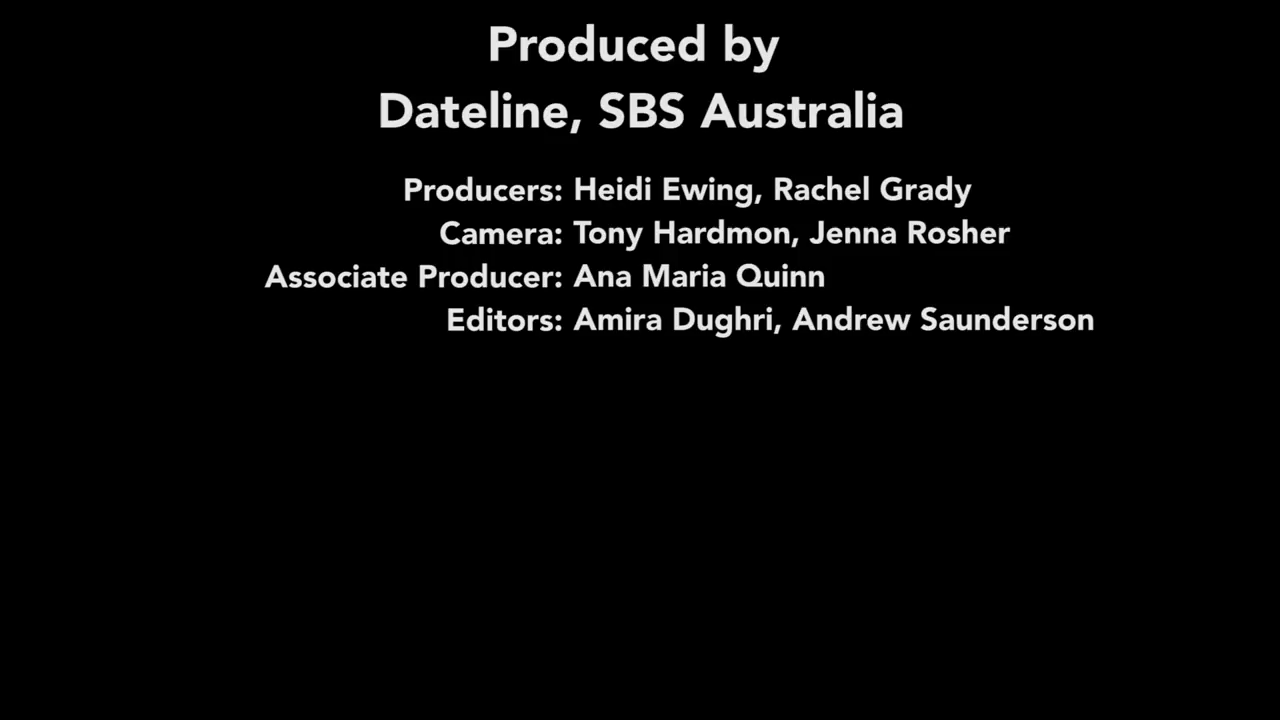 Produced by
Dateline, SBS Australia
Producers: Heidi Ewing, Rachel Grady
Camera: Tony Hardmon, Jenna Rosher
Associate Producer: Ana Maria Quinn
Editors: Amira Dughri, Andrew Saunderson